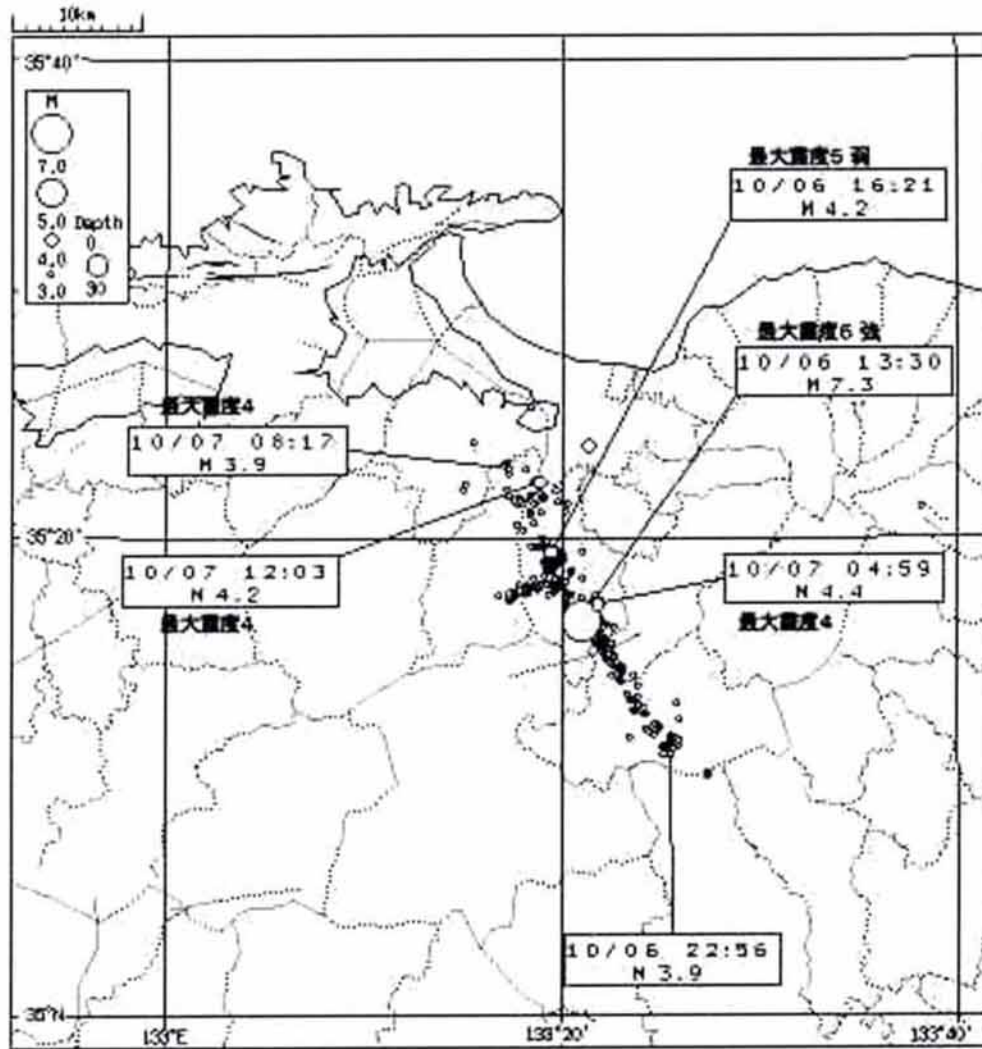 10km
35°40'
M
7.0
5.0
Depth
0
4.0
30
3.0
最大震度5 弱
10/06 16:21
M 4.2
最大震度6 強
10/06 13:30
M 7.3
最大震度4
10/07 08:17
M 3.9
35°20'
10/07 12:03
M 4.2
最大震度4
10/07 04:59
M 4.4
最大震度4
10/06 22:56
M 3.9
35°N
133°E
133°20'
133°40'